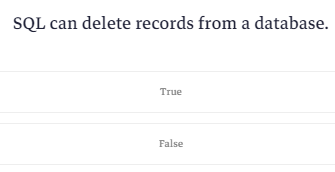 SQL can delete records from a database.
True
False